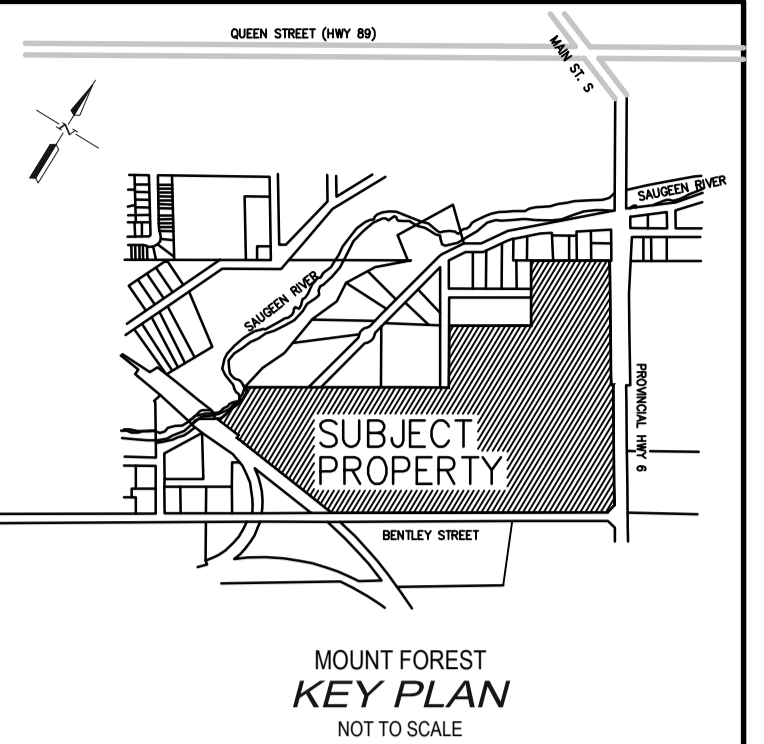 QUEEN STREET (HWY 89)
MAIN ST. S
N
SAUGEEN RIVER
SAUGEEN RIVER
PROVINCIAL HWY 6
SUBJECT
PROPERTY
BENTLEY STREET
MOUNT FOREST
KEY PLAN
NOT TO SCALE